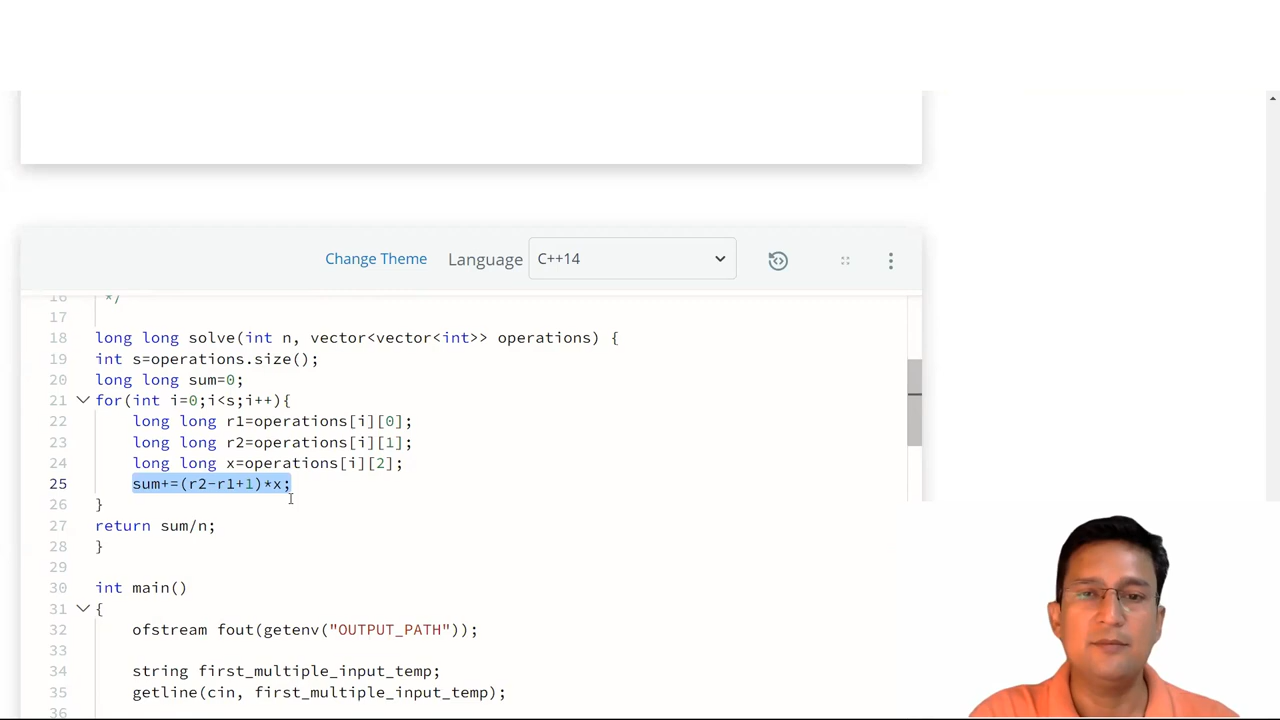 Change Theme Language C++14
16 */
17
18 long long solve(int n, vector<vector<int>> operations) {
19 int s=operations.size();
20 long long sum=0;
21 for(int i=0;i<s;i++){
22 long long r1=operations[i][0];
23 long long r2=operations[i][1];
24 long long x=operations[i][2];
25 sum+=(r2-r1+1)*x;
26 }
27 return sum/n;
28 }
29
30 int main()
31 {
32 ofstream fout(getenv("OUTPUT_PATH"));
33
34 string first_multiple_input_temp;
35 getline(cin, first_multiple_input_temp);
36